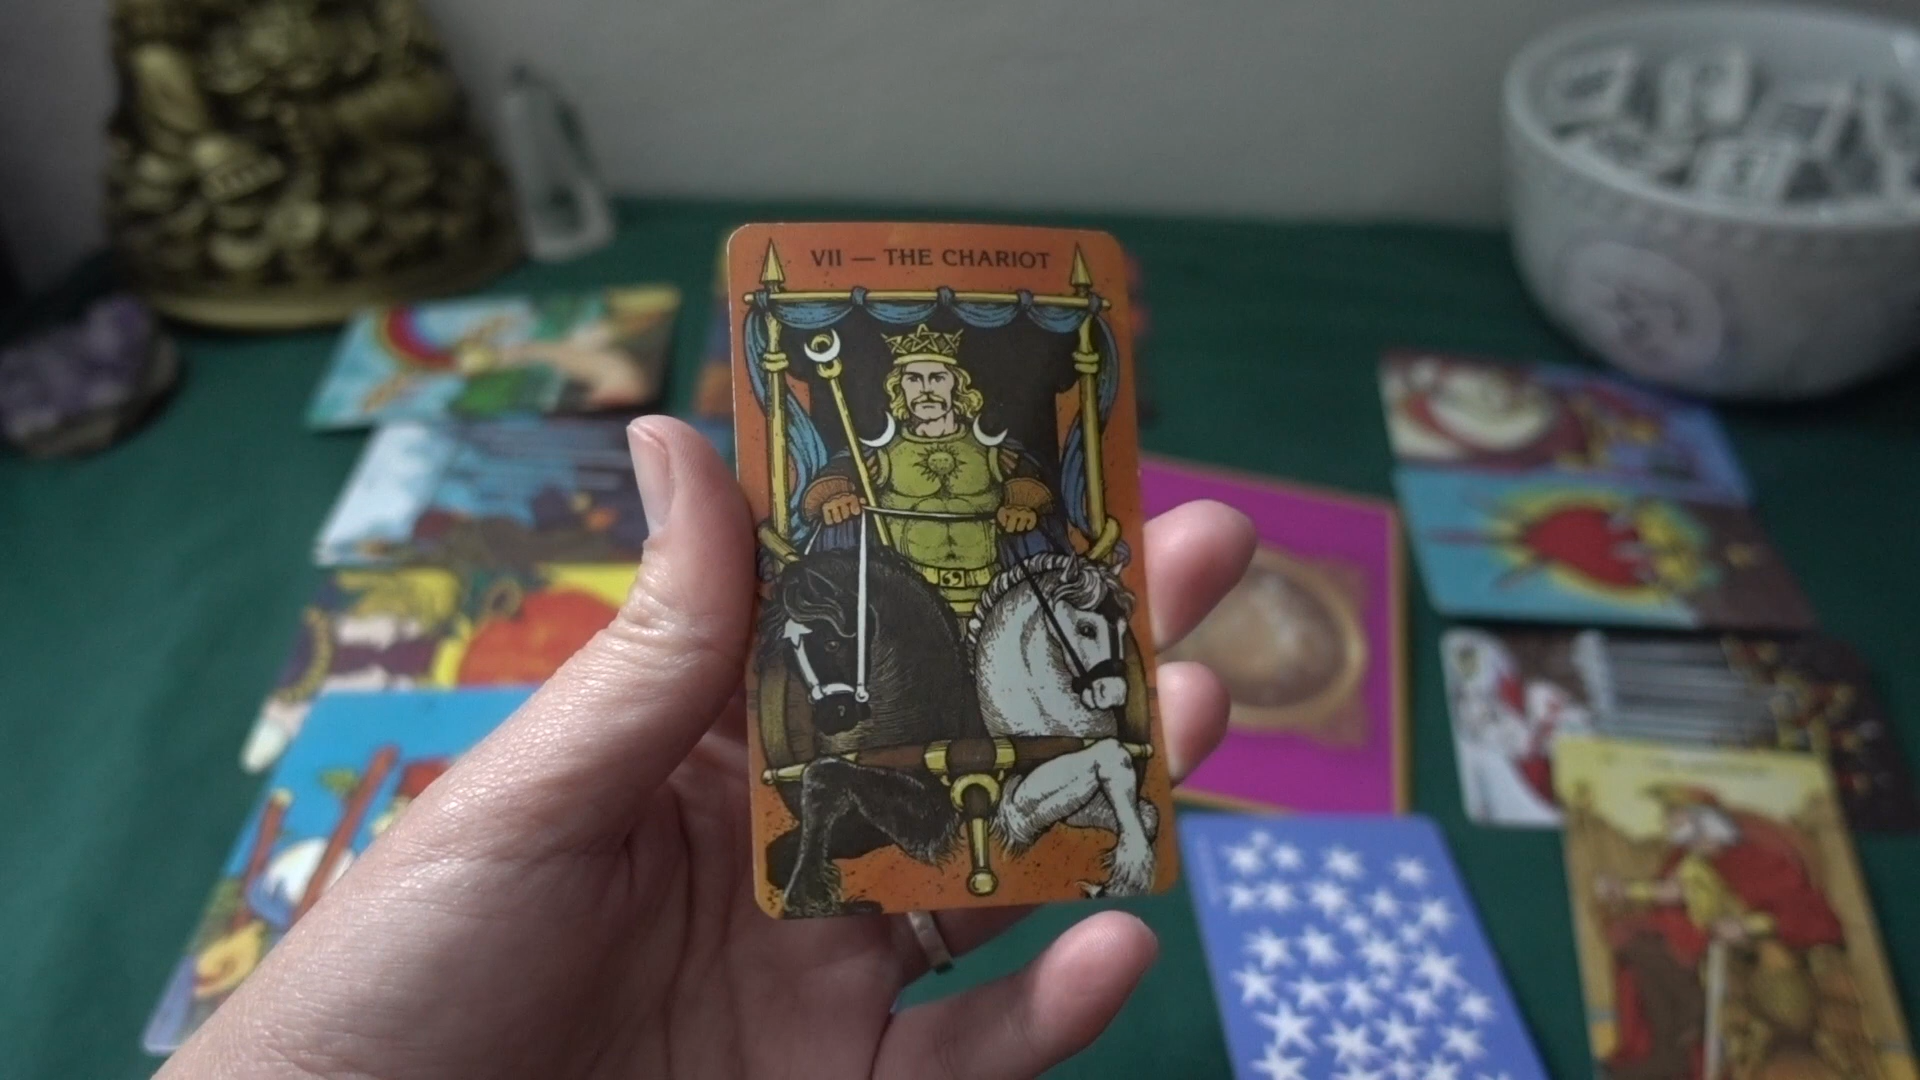 VII — THE CHARIOT